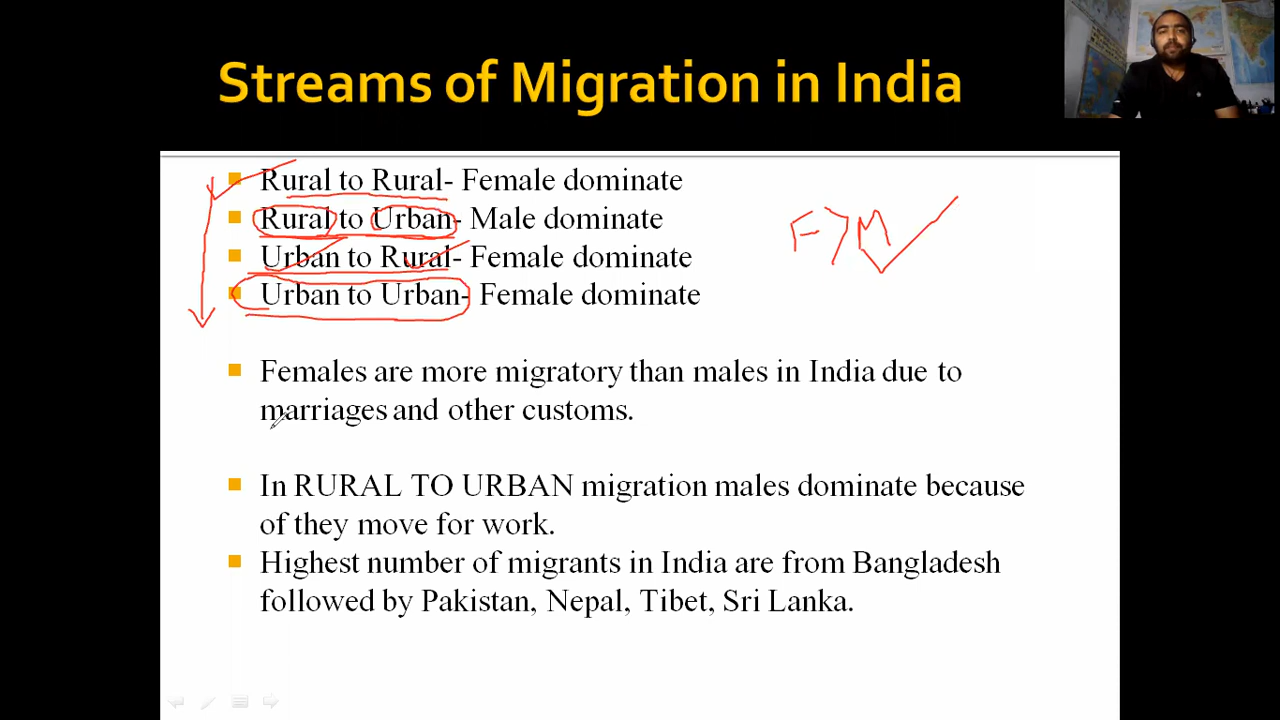 Streams of Migration in India
Rural to Rural- Female dominate
Rural to Urban- Male dominate
F>M
Urban to Rural- Female dominate
Urban to Urban- Female dominate
Females are more migratory than males in India due to
marriages and other customs.
In RURAL TO URBAN migration males dominate because
of they move for work.
Highest number of migrants in India are from Bangladesh
followed by Pakistan, Nepal, Tibet, Sri Lanka.